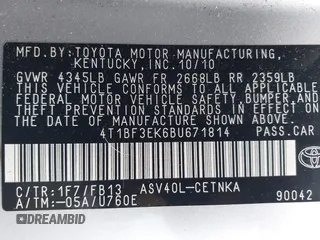 MFD.BY:TOYOTA MOTOR MANUFACTURING,
KENTUCKY,INC.10/10
GVWR 4345LB GAWR FR 2668LB RR 2359LB
THIS VEHICLE CONFORMS TO ALL
APPLICABLE FEDERAL MOTOR VEHICLE
SAFETY, BUMPER, AND THEFT
PREVENTION STANDARDS IN EFFECT ON
THE DATE OF MANUFACTURE SHOWN ABOVE.
4T1BF3EK6BU671814 PASS.CAR
C/TR:1F7/FB13 ASV40L-CETNKA
A/TM:-05A/U760E 90042
TOYOTA
DREAMBID